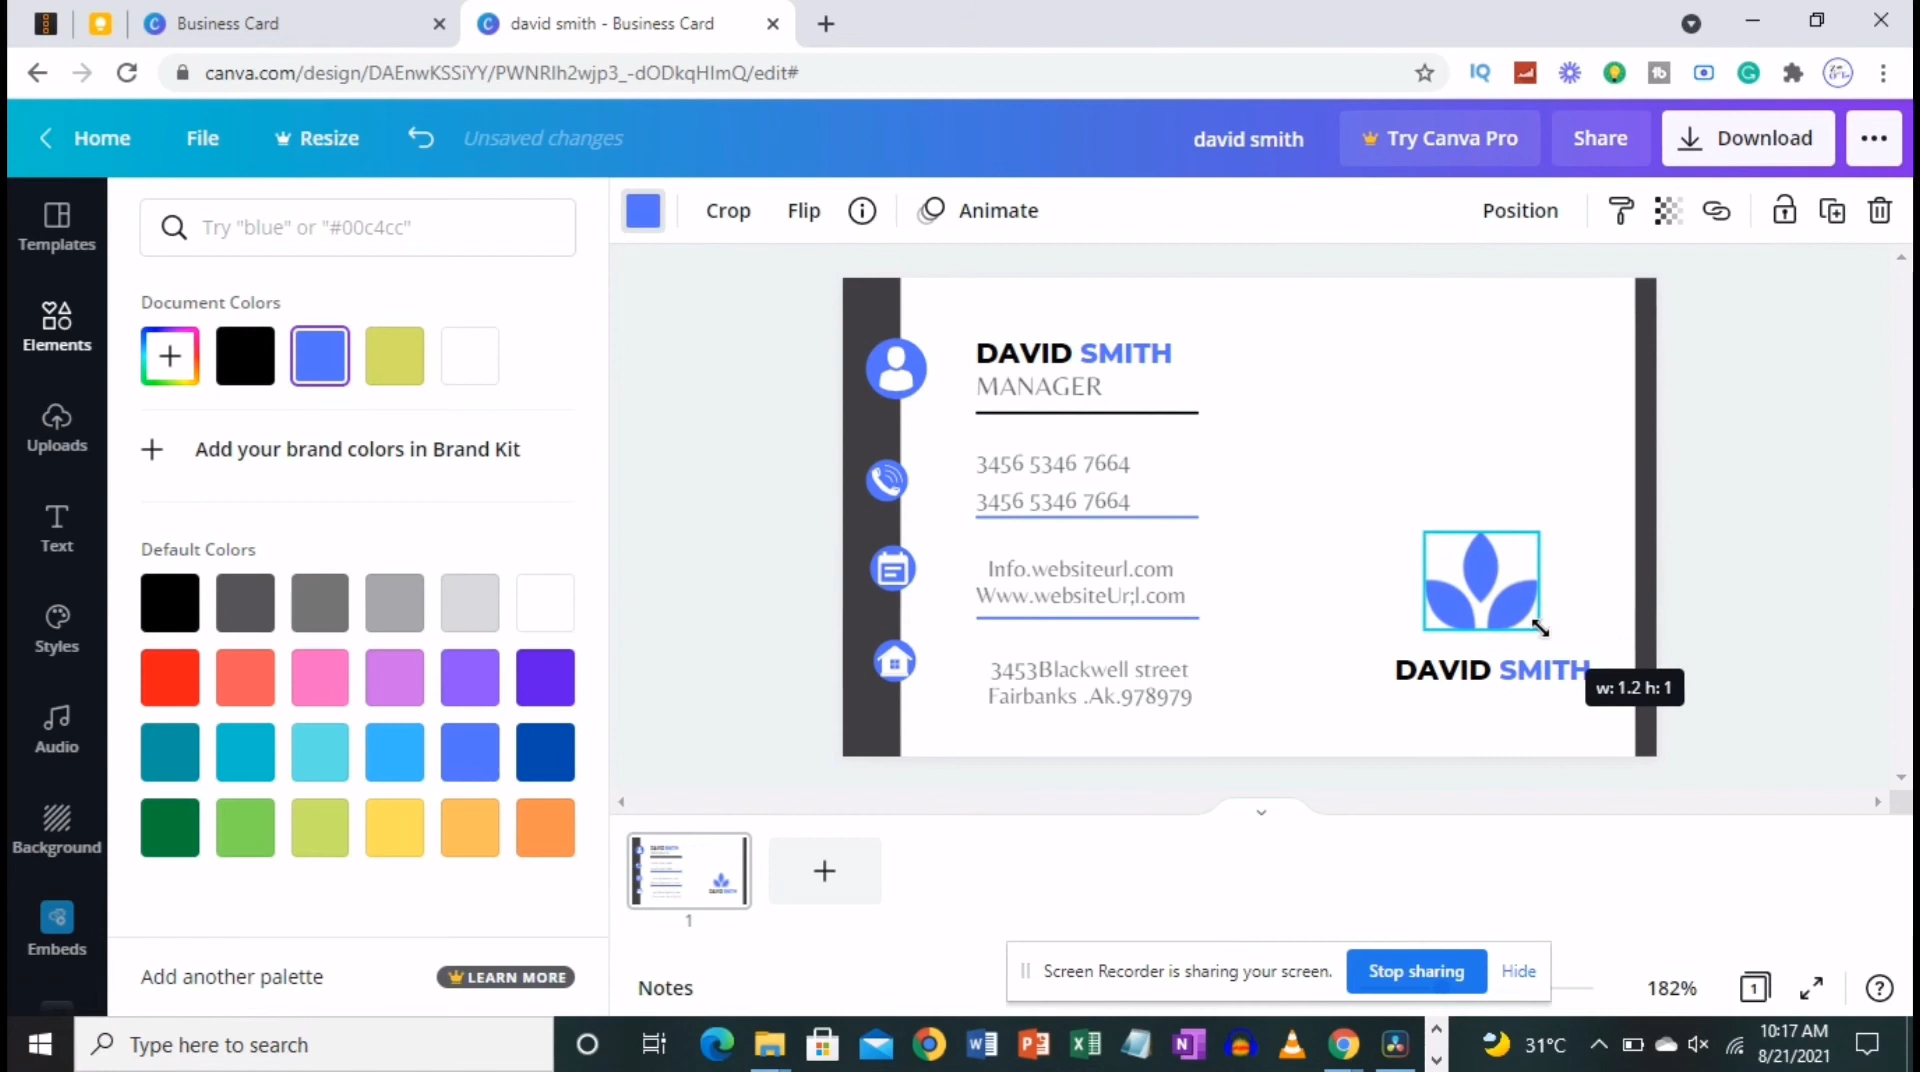 Business Card
david smith - Business Card
canva.com/design/DAEnwKSSiYY/PWNRlh2wjp3_-dODkqHImQ/edit#
IQ
Home
File
Resize
Unsaved changes
david smith
Try Canva Pro
Share
Download
Templates
Elements
Uploads
Text
Styles
Audio
Background
Embeds
Try "blue" or "#00c4cc"
Document Colors
Add your brand colors in Brand Kit
Default Colors
Add another palette
LEARN MORE
Crop
Flip
Animate
Position
DAVID SMITH
MANAGER
3456 5346 7664
3456 5346 7664
Info.websiteurl.com
Www.websiteUr;l.com
3453Blackwell street
Fairbanks .Ak.978979
DAVID SMITH
w: 1.2 h: 1
1
Notes
Screen Recorder is sharing your screen.
Stop sharing
Hide
182%
1
Type here to search
31°C
10:17 AM
8/21/2021